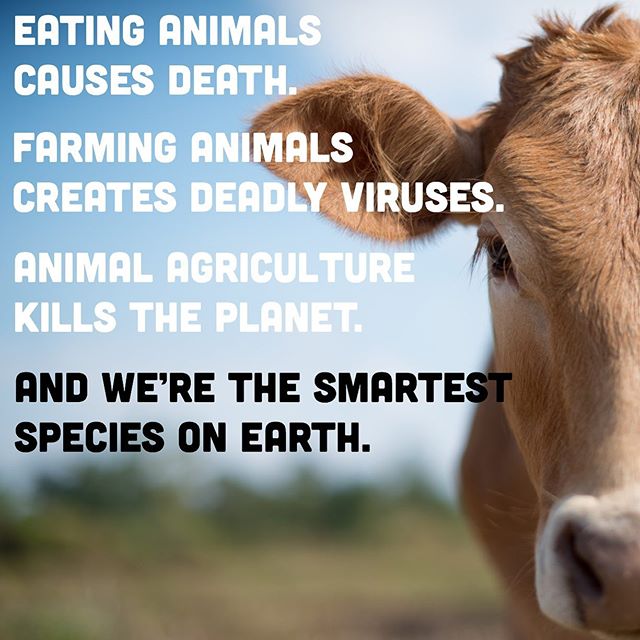 EATING ANIMALS
CAUSES DEATH.
FARMING ANIMALS
CREATES DEADLY VIRUSES.
ANIMAL AGRICULTURE
KILLS THE PLANET.
AND WE'RE THE SMARTEST
SPECIES ON EARTH.